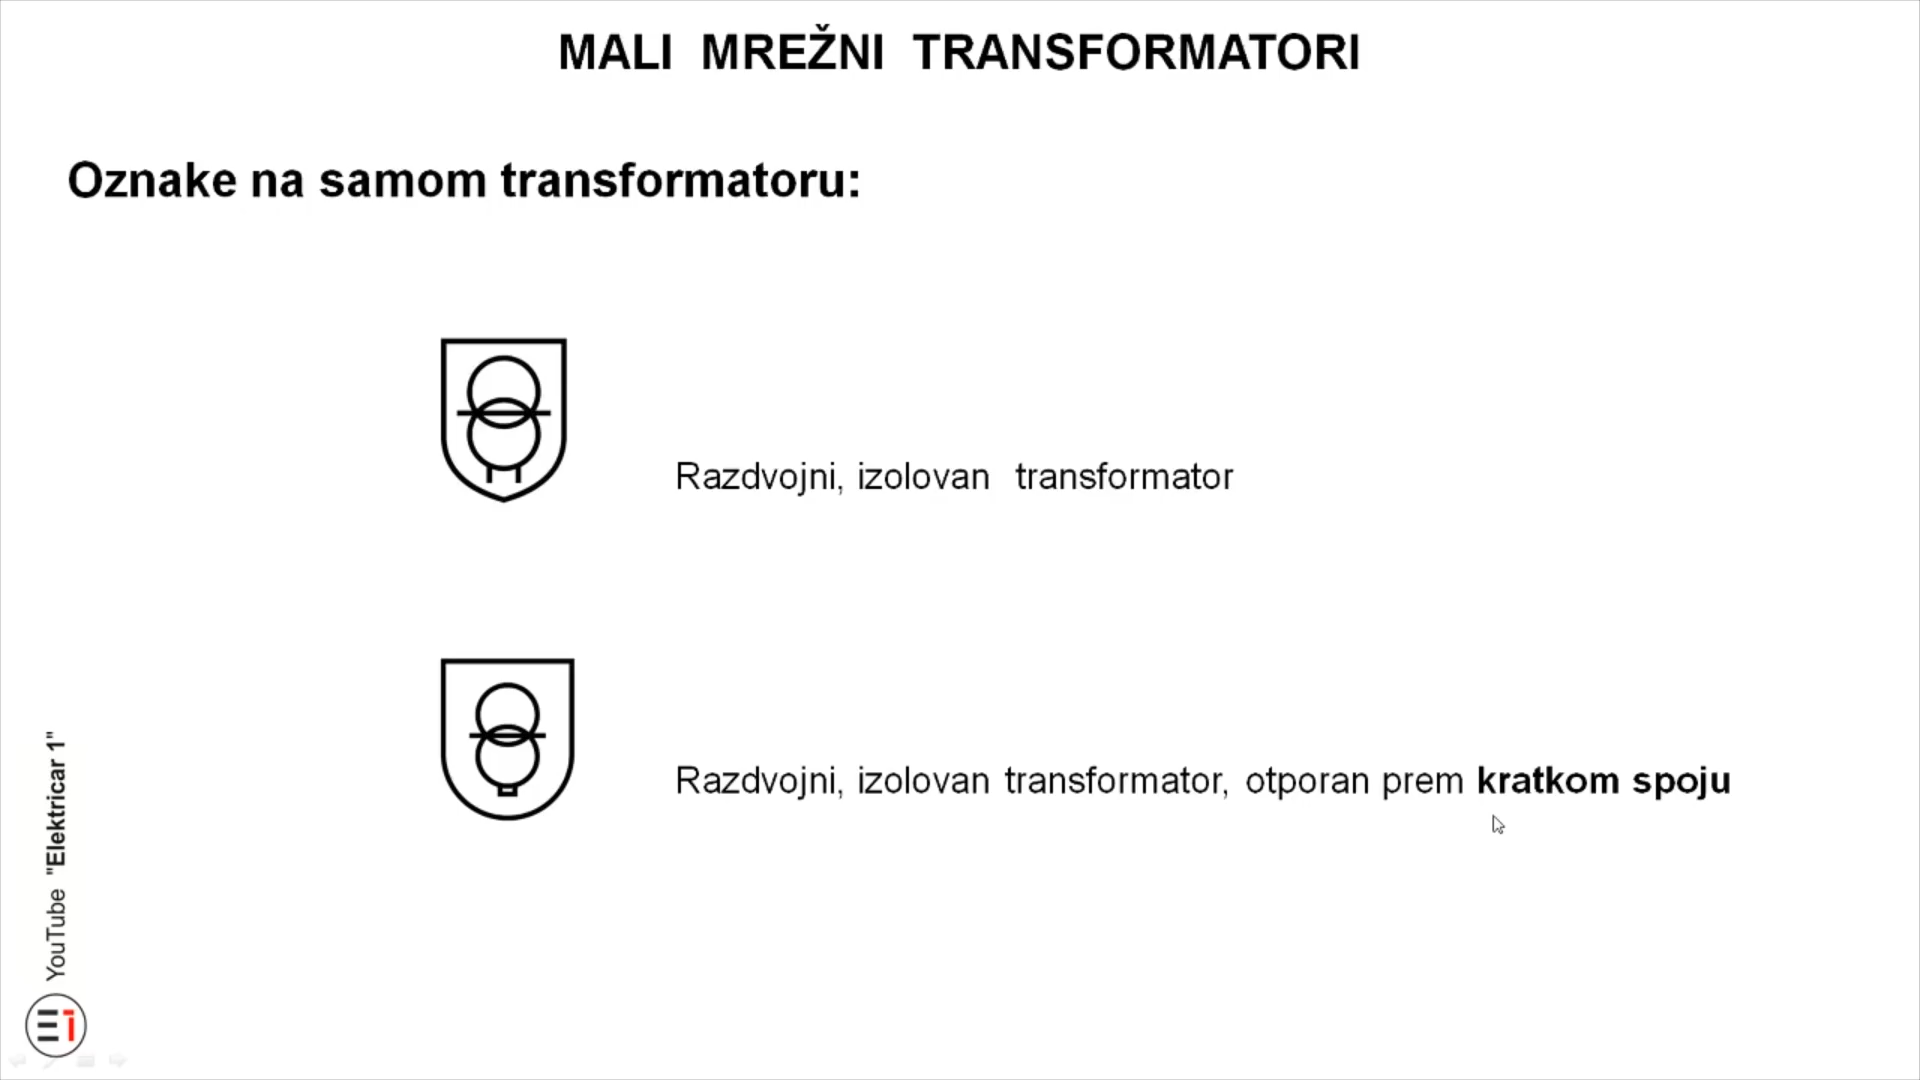 MALI MREŽNI TRANSFORMATORI
Oznake na samom transformatoru:
Razdvojni, izolovan transformator
Razdvojni, izolovan transformator, otporan prem kratkom spoju
YouTube "Elektricar 1"
E1